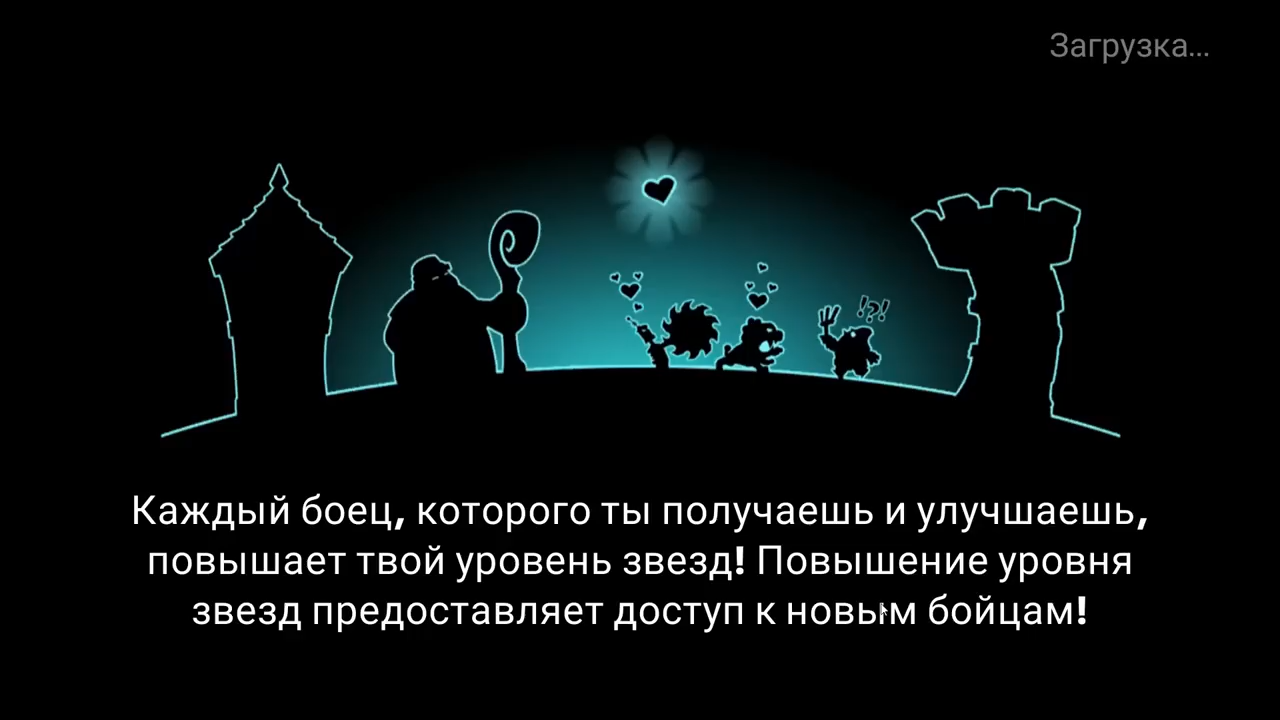 Загрузка...
!?!
Каждый боец, которого ты получаешь и улучшаешь,
повышает твой уровень звезд! Повышение уровня
звезд предоставляет доступ к новым бойцам!